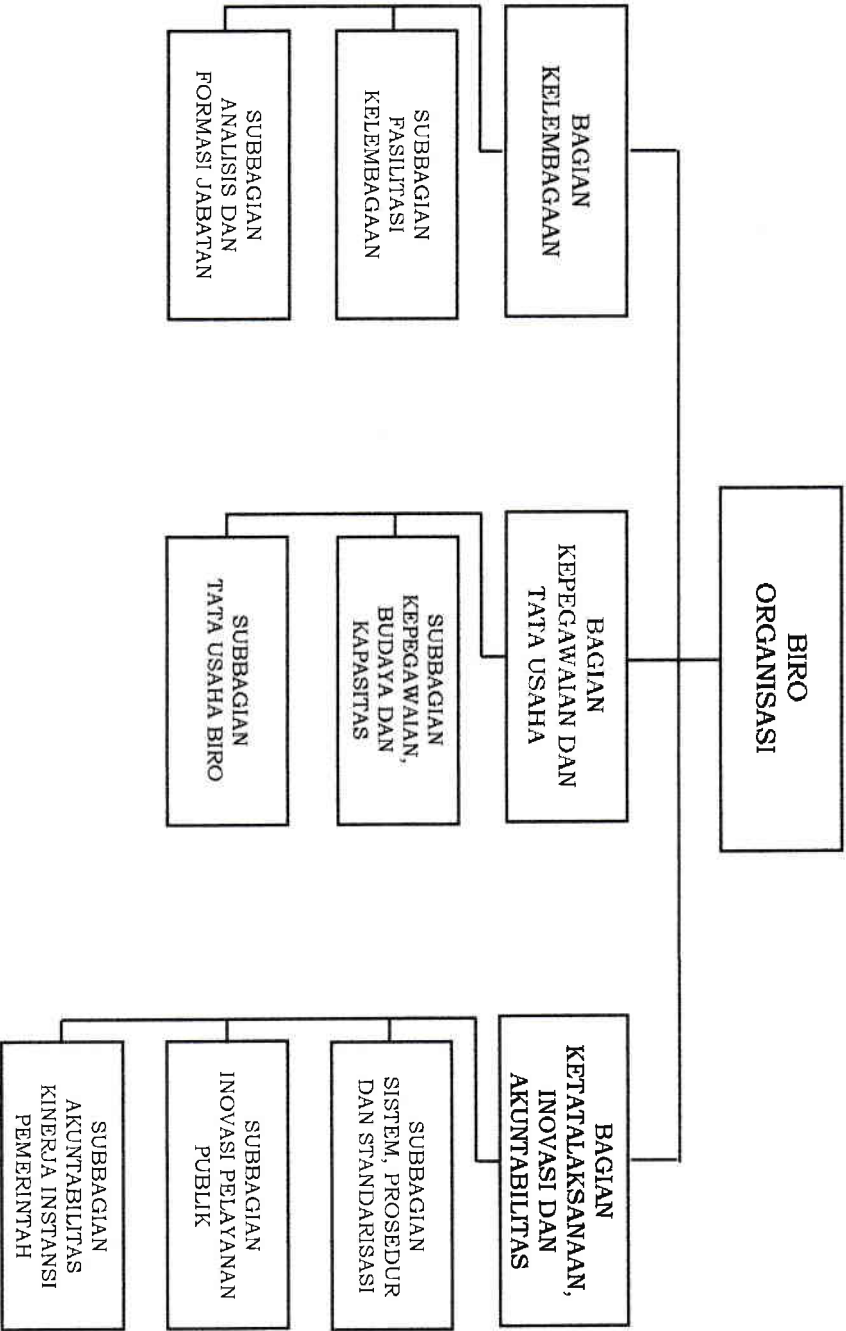 BIRO
ORGANISASI
BAGIAN
KELEMBAGAAN
SUBBAGIAN
FASILITASI
KELEMBAGAAN
SUBBAGIAN
ANALISIS DAN
FORMASI JABATAN
BAGIAN
KEPEGAWAIAN DAN
TATA USAHA
SUBBAGIAN
KEPEGAWAIAN,
BUDAYA DAN
KAPASITAS
SUBBAGIAN
TATA USAHA BIRO
BAGIAN
KETATALAKSANAAN,
INOVASI DAN
AKUNTABILITAS
SUBBAGIAN
SISTEM, PROSEDUR
DAN STANDARISASI
SUBBAGIAN
INOVASI PELAYANAN
PUBLIK
SUBBAGIAN
AKUNTABILITAS
KINERJA INSTANSI
PEMERINTAH